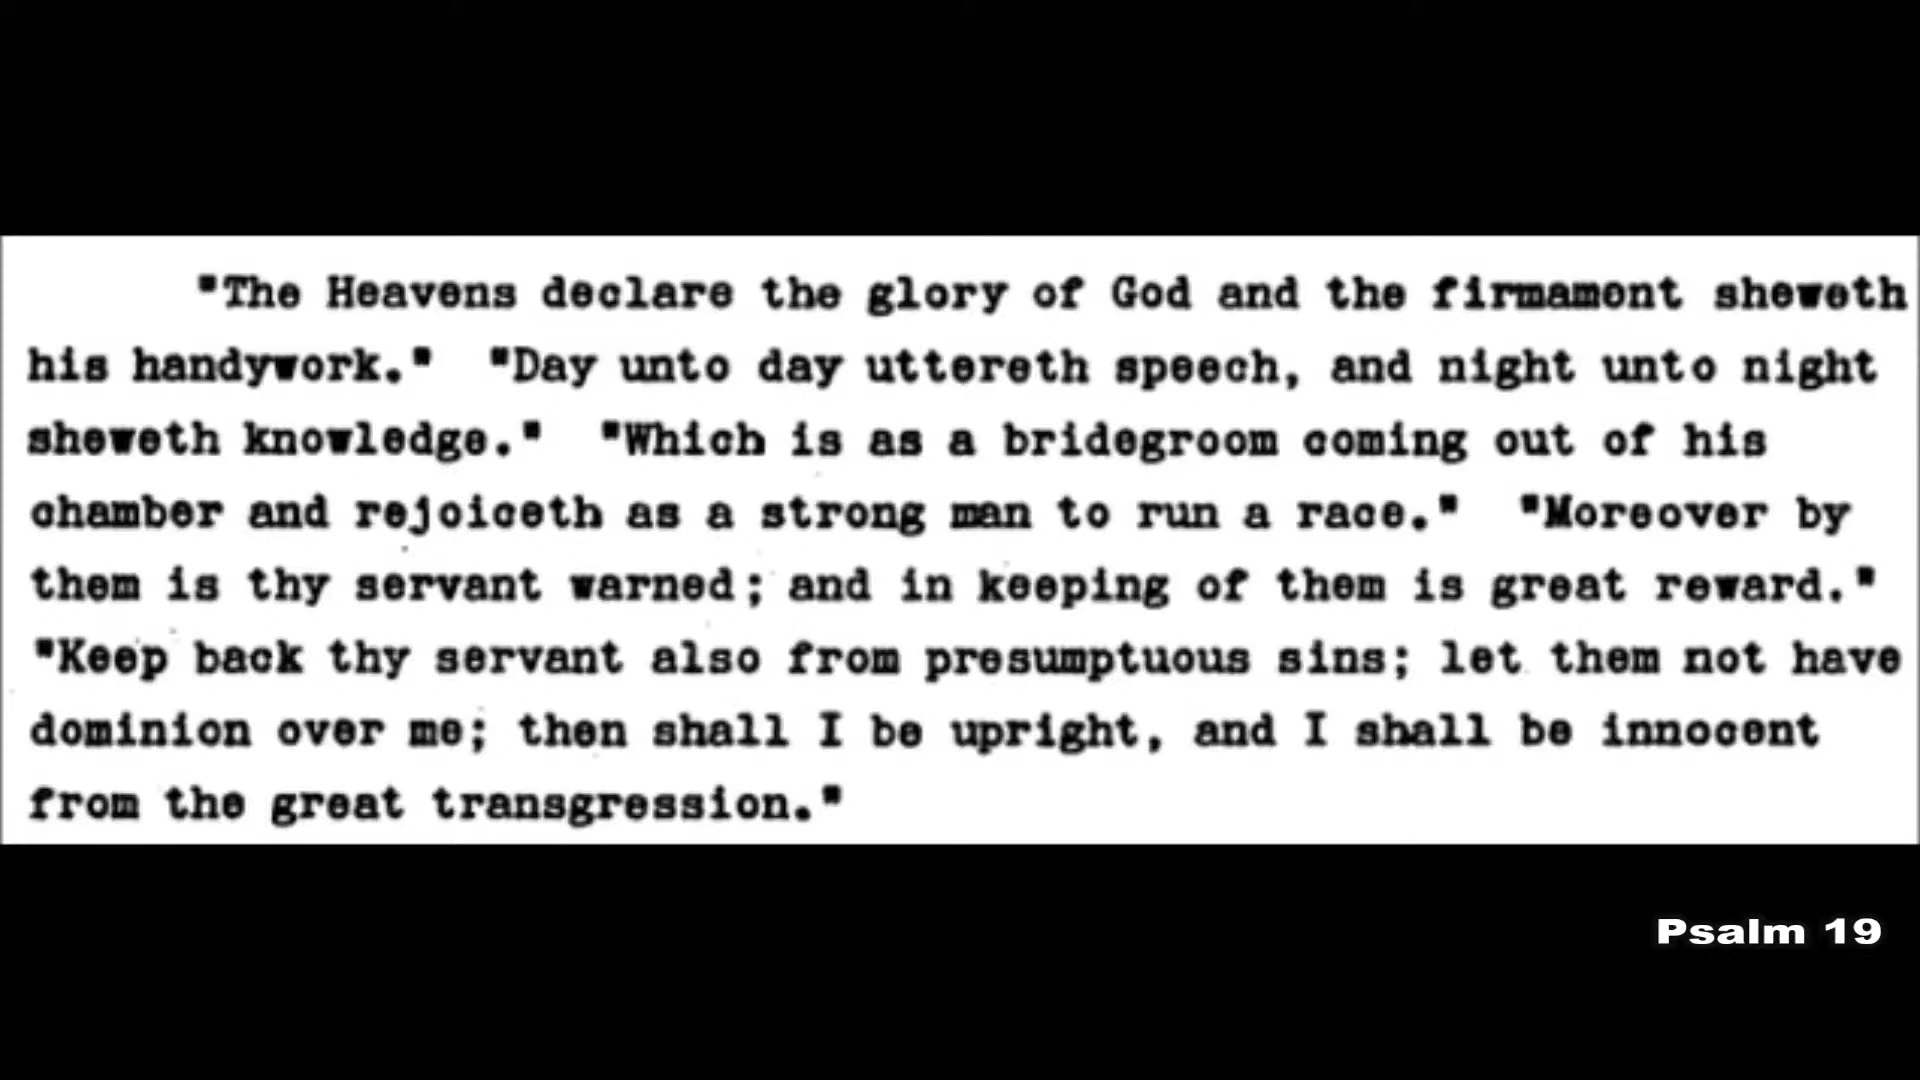 "The Heavens declare the glory of God and the firmament sheweth
his handywork." "Day unto day uttereth speech, and night unto night
sheweth knowledge." "Which is as a bridegroom coming out of his
chamber and rejoiceth as a strong man to run a race." "Moreover by
them is thy servant warned; and in keeping of them is great reward."
"Keep back thy servant also from presumptuous sins; let them not have
dominion over me; then shall I be upright, and I shall be innocent
from the great transgression."
Psalm 19